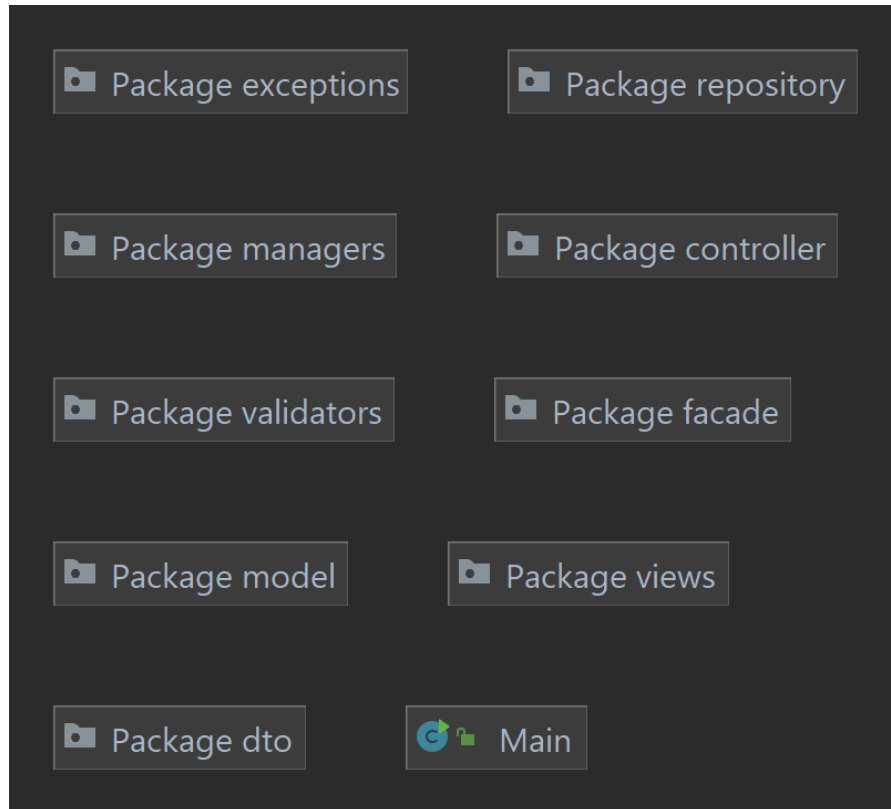 Package exceptions
Package repository
Package managers
Package controller
Package validators
Package facade
Package model
Package views
Package dto
C Main